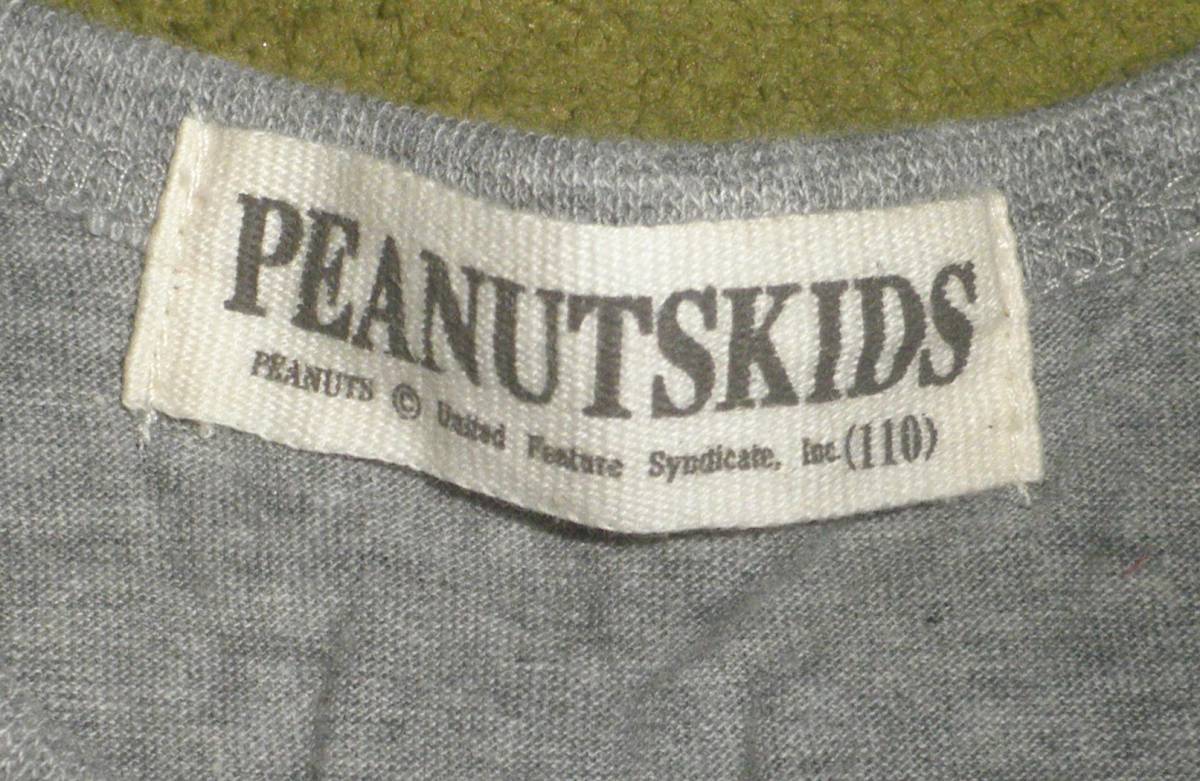 PEANUTSKIDS
PEANUTS © United Feature Syndicate, Inc.(110)